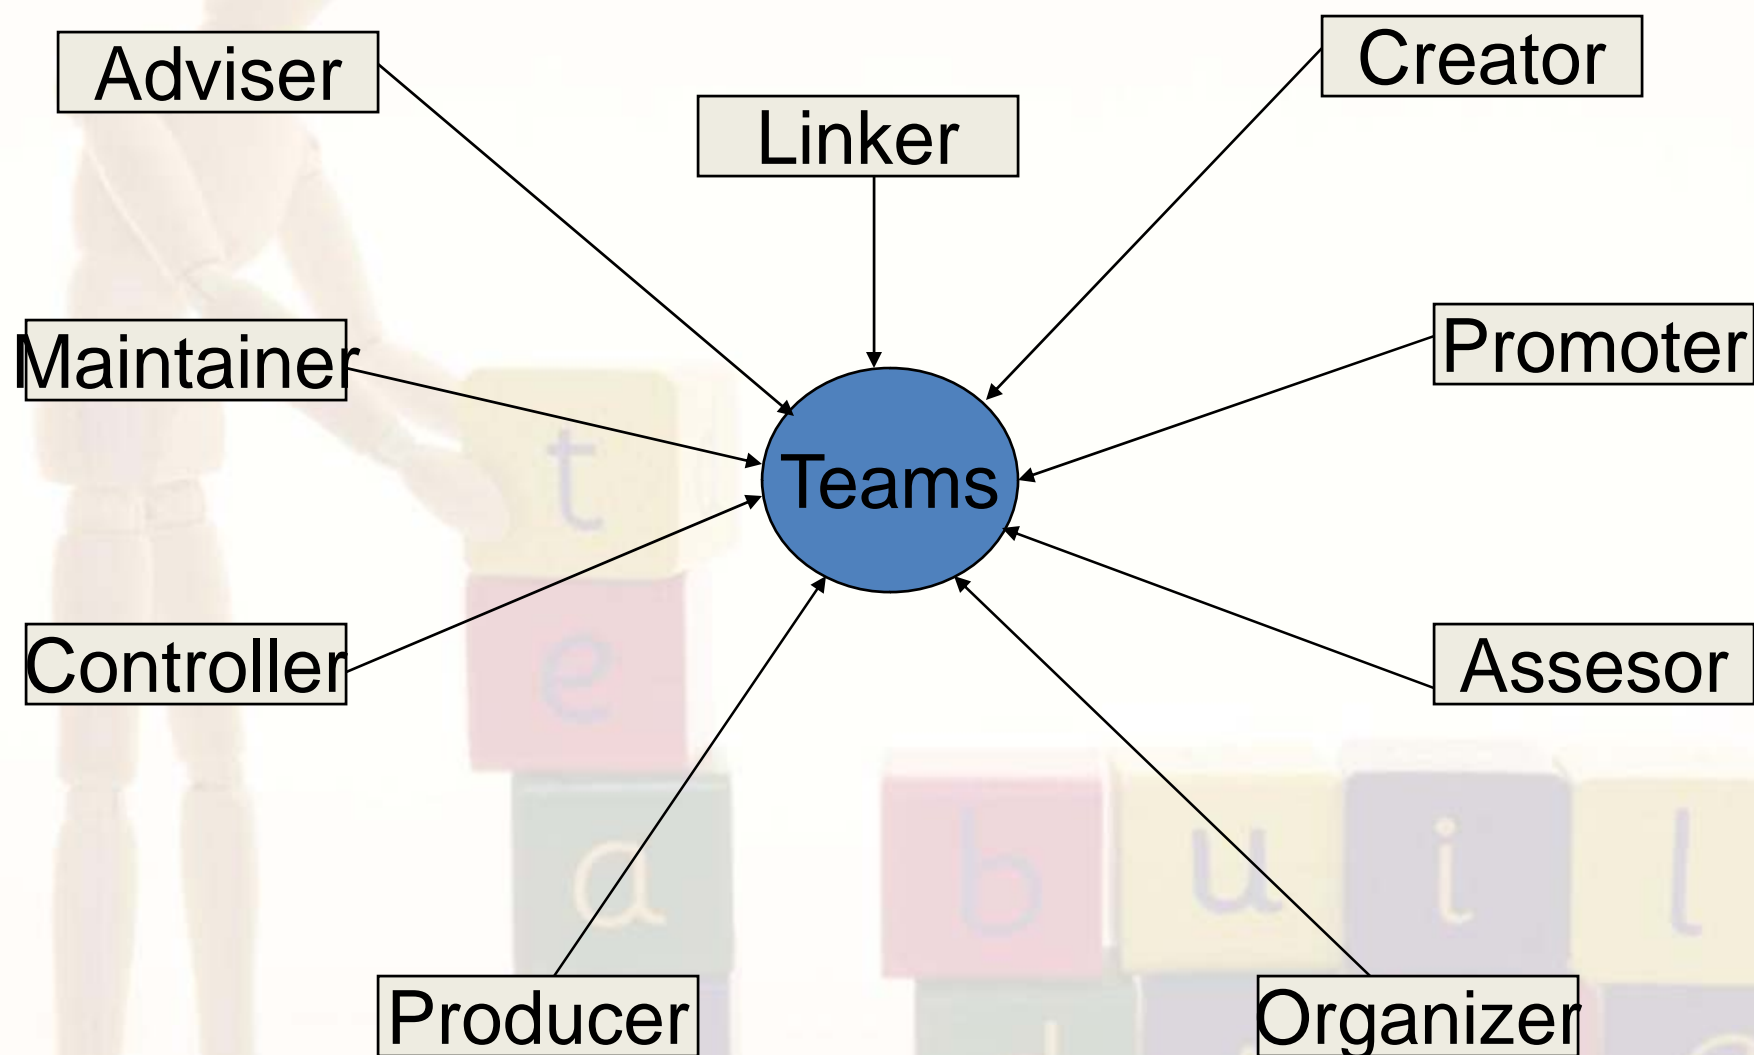 Creator
Adviser
Linker
Maintainer
Promoter
Teams
t
Controller
Assesor
e
a
b u i l
Producer
Organizer